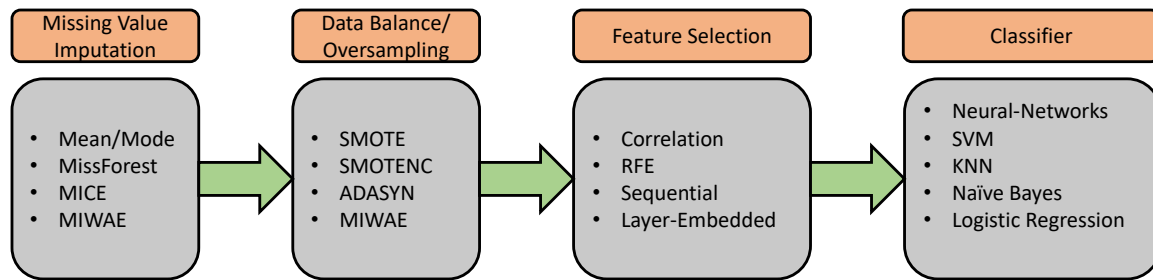 Missing Value
Imputation
• Mean/Mode
• MissForest
• MICE
• MIWAE
Data Balance/
Oversampling
• SMOTE
• SMOTENC
• ADASYN
• MIWAE
Feature Selection
• Correlation
• RFE
• Sequential
• Layer-Embedded
Classifier
• Neural-Networks
• SVM
• KNN
• Naïve Bayes
• Logistic Regression